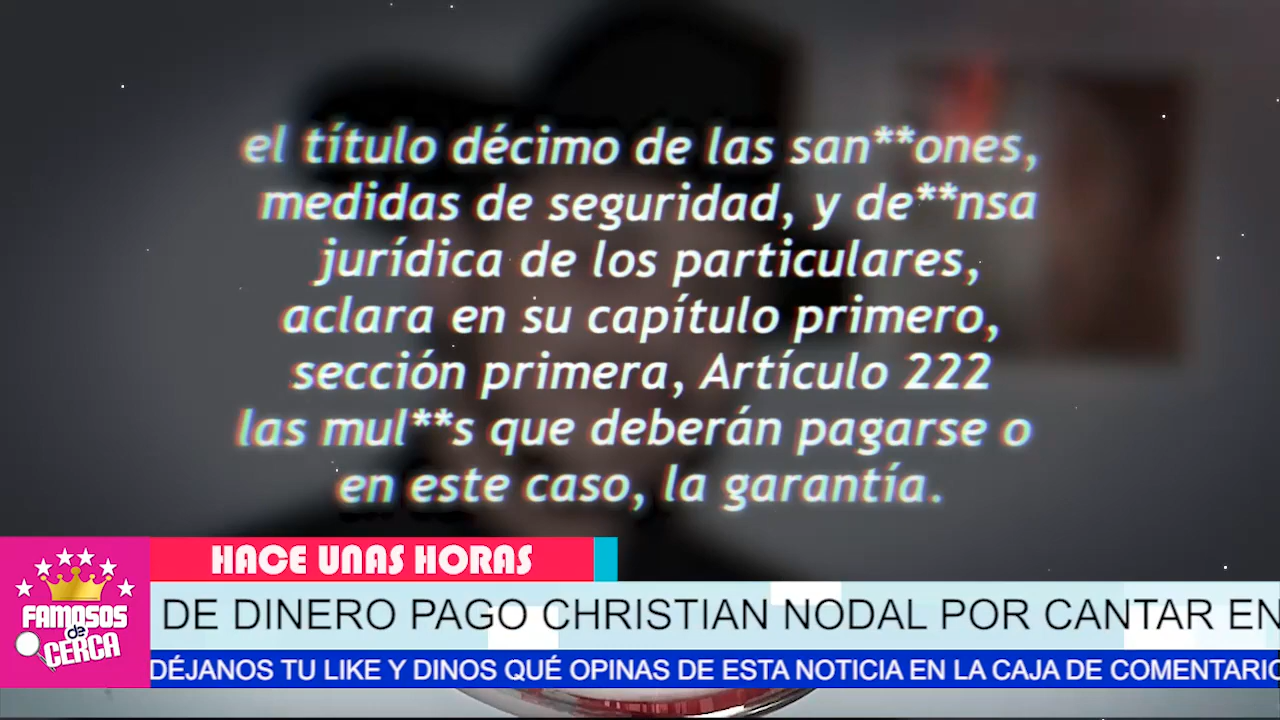 el título décimo de las san**ones,
medidas de seguridad, y de**nsa
jurídica de los particulares,
aclara en su capítulo primero,
sección primera, Artículo 222
las mul**s que deberán pagarse o
en este caso, la garantía.
HACE UNAS HORAS
DE DINERO PAGO CHRISTIAN NODAL POR CANTAR EN
DÉJANOS TU LIKE Y DINOS QUÉ OPINAS DE ESTA NOTICIA EN LA CAJA DE COMENTARIO
FAMOSOS
de
CERCA